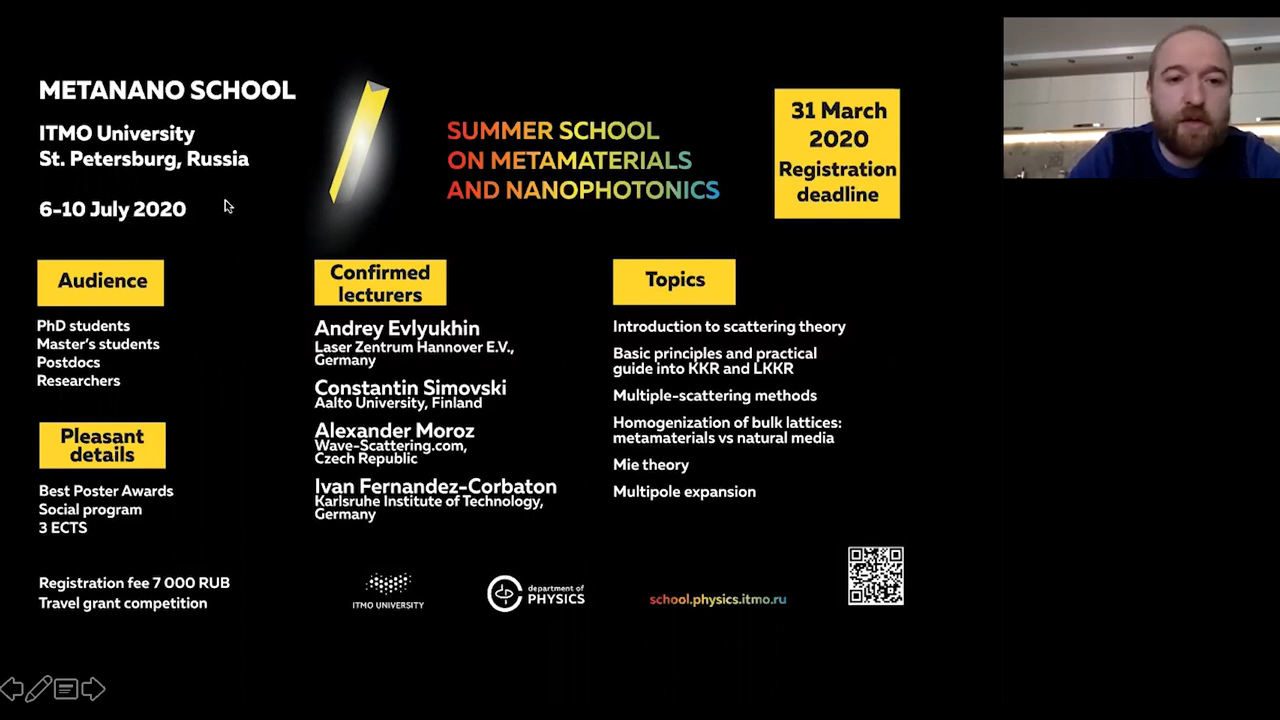 METANANO SCHOOL
ITMO University
St. Petersburg, Russia
6-10 July 2020
SUMMER SCHOOL
ON METAMATERIALS
AND NANOPHOTONICS
31 March
2020
Registration
deadline
Audience
PhD students
Master's students
Postdocs
Researchers
Pleasant
details
Best Poster Awards
Social program
3 ECTS
Registration fee 7 000 RUB
Travel grant competition
Confirmed
lecturers
Andrey Evlyukhin
Laser Zentrum Hannover E.V.,
Germany
Constantin Simovski
Aalto University, Finland
Alexander Moroz
Wave-Scattering.com,
Czech Republic
Ivan Fernandez-Corbaton
Karlsruhe Institute of Technology,
Germany
Topics
Introduction to scattering theory
Basic principles and practical
guide into KKR and LKKR
Multiple-scattering methods
Homogenization of bulk lattices:
metamaterials vs natural media
Mie theory
Multipole expansion
ITMO UNIVERSITY
department of
PHYSICS
school.physics.itmo.ru